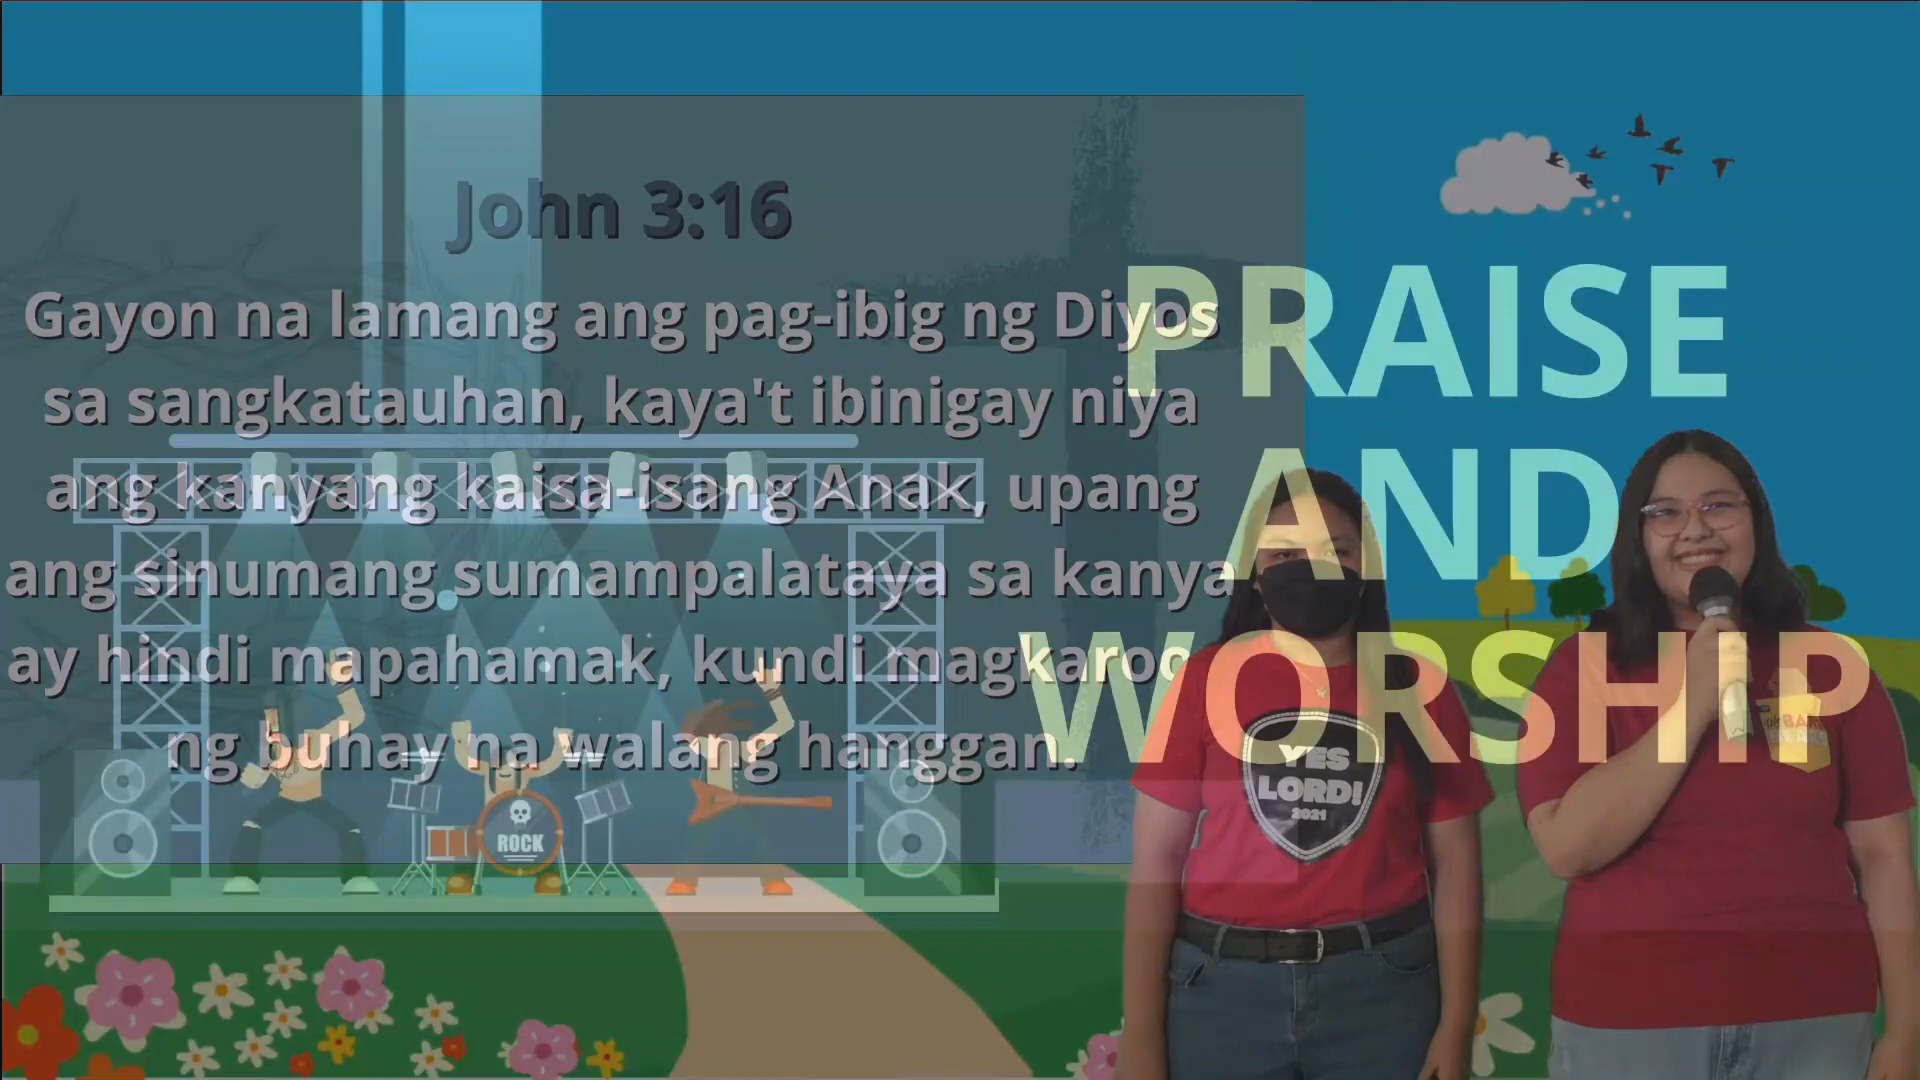 John 3:16
Gayon na lamang ang pag-ibig ng Diyos
sa sangkatauhan, kaya't ibinigay niya
ang kanyang kaisa-isang Anak, upang
ang sinumang sumampalataya sa kanya
ay hindi mapahamak, kundi
ng buhay na walang hanggan.
PRAISE
AND
WORSHIP
YES
LORD!
2021
ROCK